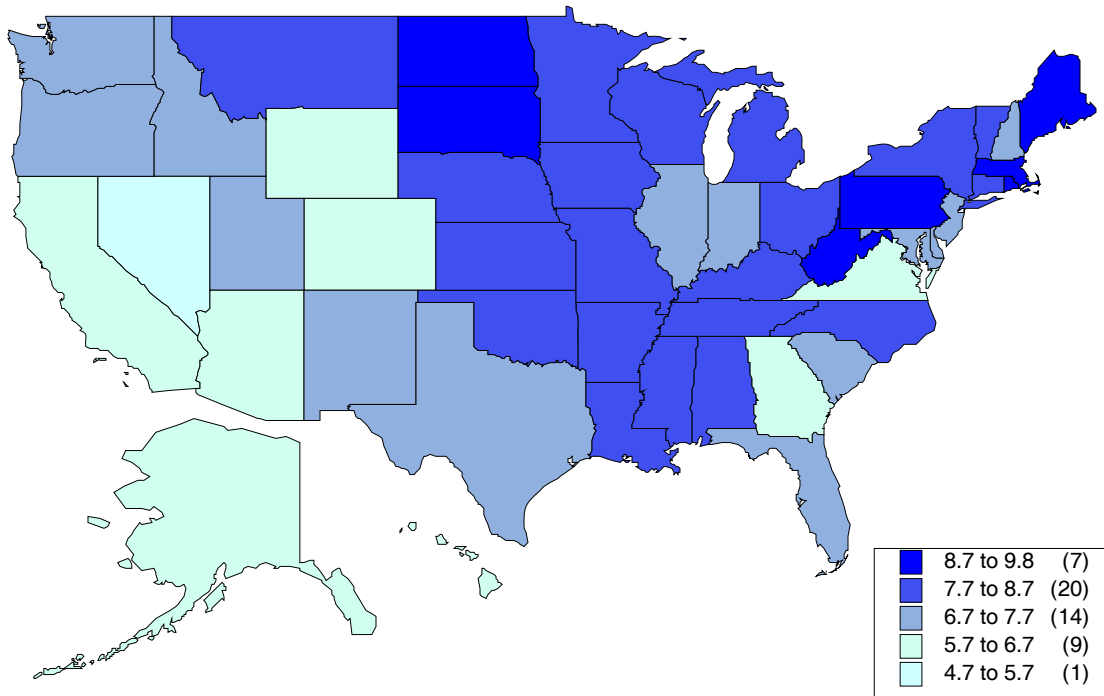 8.7 to 9.8 (7)
7.7 to 8.7 (20)
6.7 to 7.7 (14)
5.7 to 6.7 (9)
4.7 to 5.7 (1)